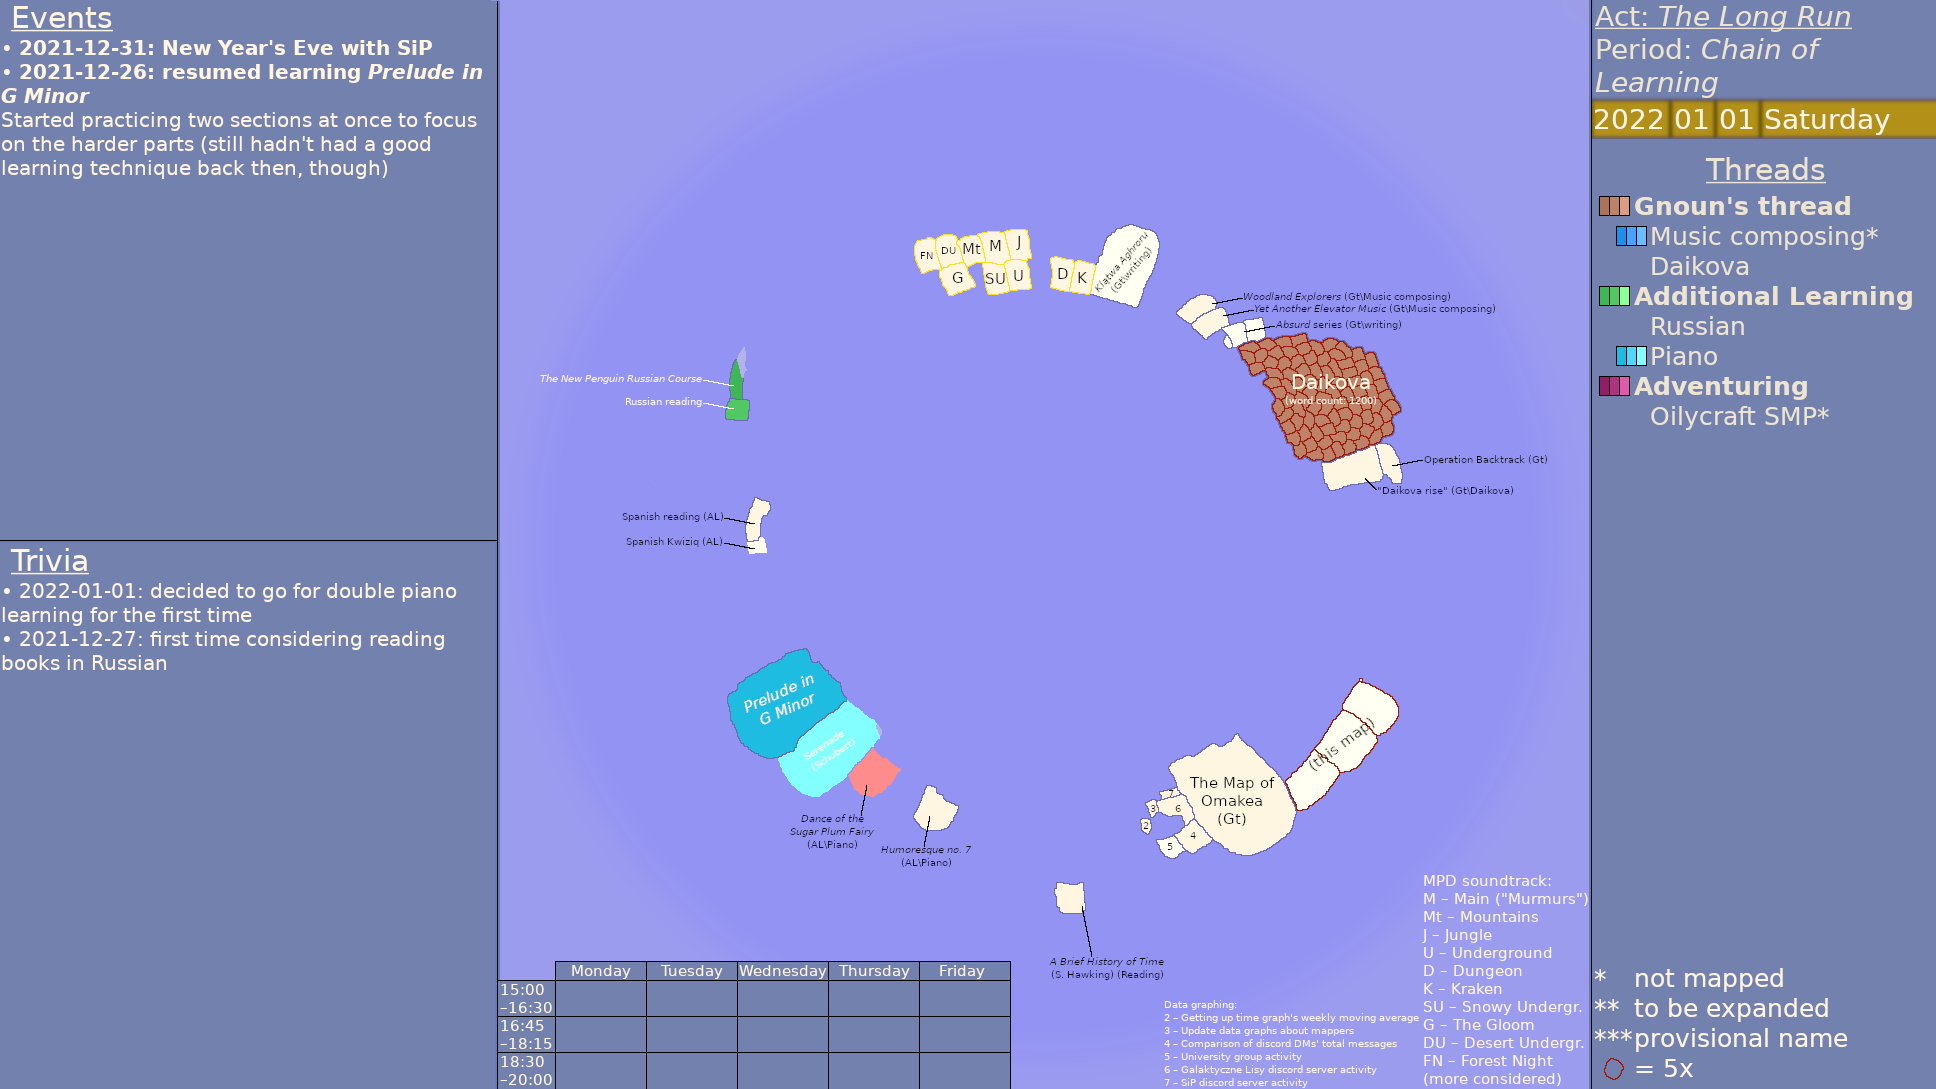 Events
• 2021-12-31: New Year's Eve with SiP
• 2021-12-26: resumed learning Prelude in
G Minor
Started practicing two sections at once to focus
on the harder parts (still hadn't had a good
learning technique back then, though)
Trivia
• 2022-01-01: decided to go for double piano
learning for the first time
• 2021-12-27: first time considering reading
books in Russian
FN
DU
Mt
M
J
G
SU
U
D
K
Klątwa Aghroru
(Gt\writing)
Woodland Explorers (Gt\Music composing)
Yet Another Elevator Music (Gt\Music composing)
Absurd series (Gt\writing)
Daikova
(word count: 1200)
Operation Backtrack (Gt)
"Daikova rise" (Gt\Daikova)
The New Penguin Russian Course
Russian reading
Spanish reading (AL)
Spanish Kwiziq (AL)
Prelude in
G Minor
Serenade
(Schubert)
Dance of the
Sugar Plum Fairy
(AL\Piano)
Humoresque no. 7
(AL\Piano)
(this map)
The Map of
Omakea
(Gt)
7
3
6
2
4
5
A Brief History of Time
(S. Hawking) (Reading)
Monday Tuesday Wednesday Thursday Friday
15:00
–16:30
16:45
–18:15
18:30
–20:00
Data graphing:
2 – Getting up time graph's weekly moving average
3 – Update data graphs about mappers
4 – Comparison of discord DMs' total messages
5 – University group activity
6 – Galaktyczne Lisy discord server activity
7 – SiP discord server activity
MPD soundtrack:
M – Main ("Murmurs")
Mt – Mountains
J – Jungle
U – Underground
D – Dungeon
K – Kraken
SU – Snowy Undergr.
G – The Gloom
DU – Desert Undergr.
FN – Forest Night
(more considered)
Act: The Long Run
Period: Chain of
Learning
2022 01 01 Saturday
Threads
Gnoun's thread
Music composing*
Daikova
Additional Learning
Russian
Piano
Adventuring
Oilycraft SMP*
* not mapped
** to be expanded
*** provisional name
= 5x